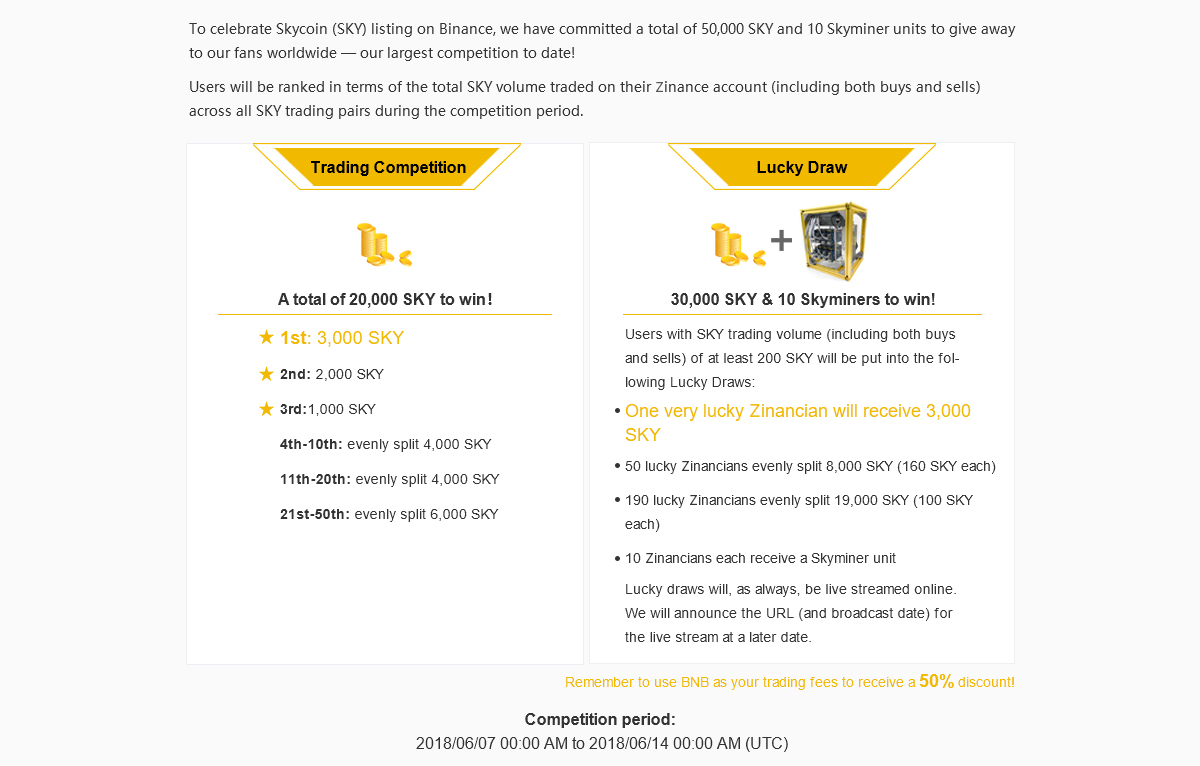 To celebrate Skycoin (SKY) listing on Binance, we have committed a total of 50,000 SKY and 10 Skyminer units to give away
to our fans worldwide — our largest competition to date!
Users will be ranked in terms of the total SKY volume traded on their Zinance account (including both buys and sells)
across all SKY trading pairs during the competition period.
Trading Competition
A total of 20,000 SKY to win!
1st: 3,000 SKY
2nd: 2,000 SKY
3rd:1,000 SKY
4th-10th: evenly split 4,000 SKY
11th-20th: evenly split 4,000 SKY
21st-50th: evenly split 6,000 SKY
Lucky Draw
30,000 SKY & 10 Skyminers to win!
Users with SKY trading volume (including both buys
and sells) of at least 200 SKY will be put into the fol-
lowing Lucky Draws:
• One very lucky Zinancian will receive 3,000
SKY
• 50 lucky Zinancians evenly split 8,000 SKY (160 SKY each)
• 190 lucky Zinancians evenly split 19,000 SKY (100 SKY
each)
• 10 Zinancians each receive a Skyminer unit
Lucky draws will, as always, be live streamed online.
We will announce the URL (and broadcast date) for
the live stream at a later date.
Remember to use BNB as your trading fees to receive a 50% discount!
Competition period:
2018/06/07 00:00 AM to 2018/06/14 00:00 AM (UTC)